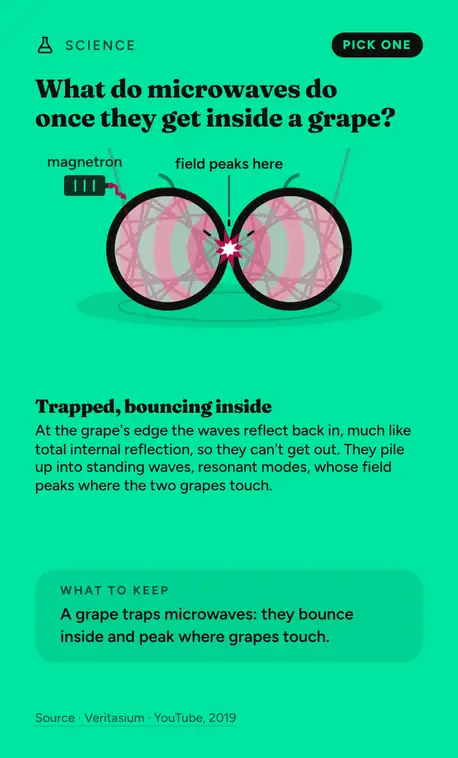 SCIENCE
PICK ONE
What do microwaves do
once they get inside a grape?
magnetron
field peaks here
Trapped, bouncing inside
At the grape's edge the waves reflect back in, much like
total internal reflection, so they can't get out. They pile
up into standing waves, resonant modes, whose field
peaks where the two grapes touch.
WHAT TO KEEP
A grape traps microwaves: they bounce
inside and peak where grapes touch.
Source · Veritasium · YouTube, 2019